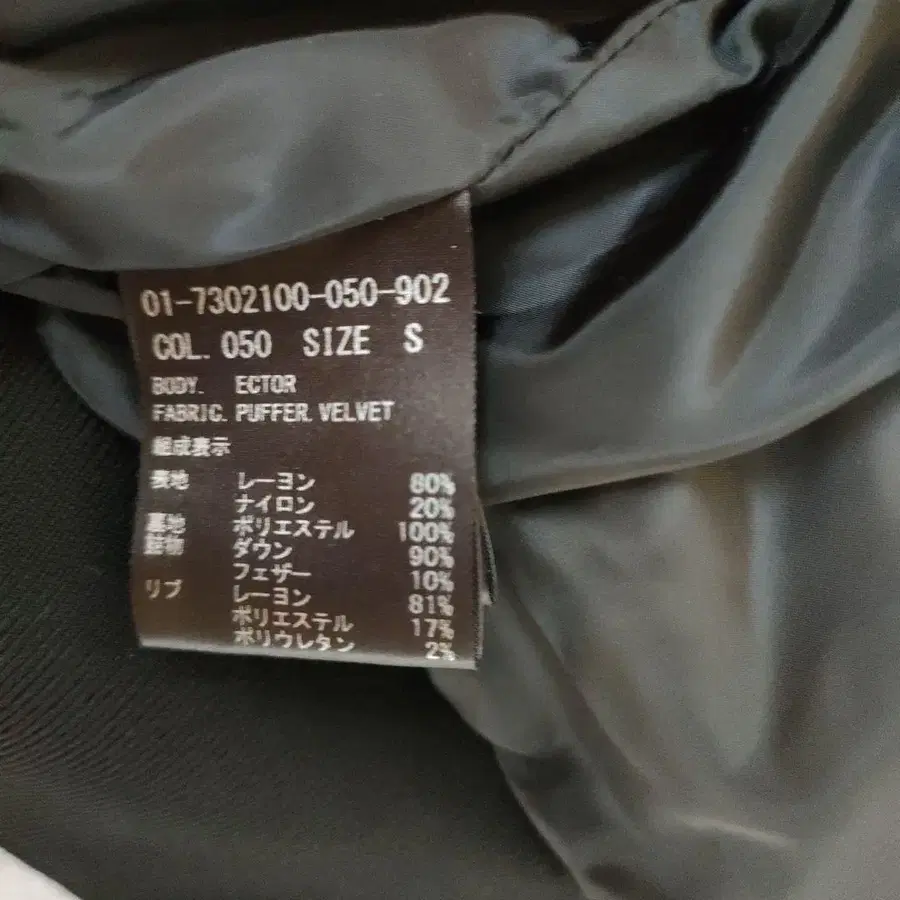 01-7302100-050-902
COL. 050 SIZE S
BODY. ECTOR
FABRIC. PUFFER.VELVET
組成表示
表地 レーヨン 80%
ナイロン 20%
裏地 ポリエステル 100%
詰物 ダウン 90%
フェザー 10%
リブ レーヨン 81%
ポリエステル 17%
ポリウレタン 2%